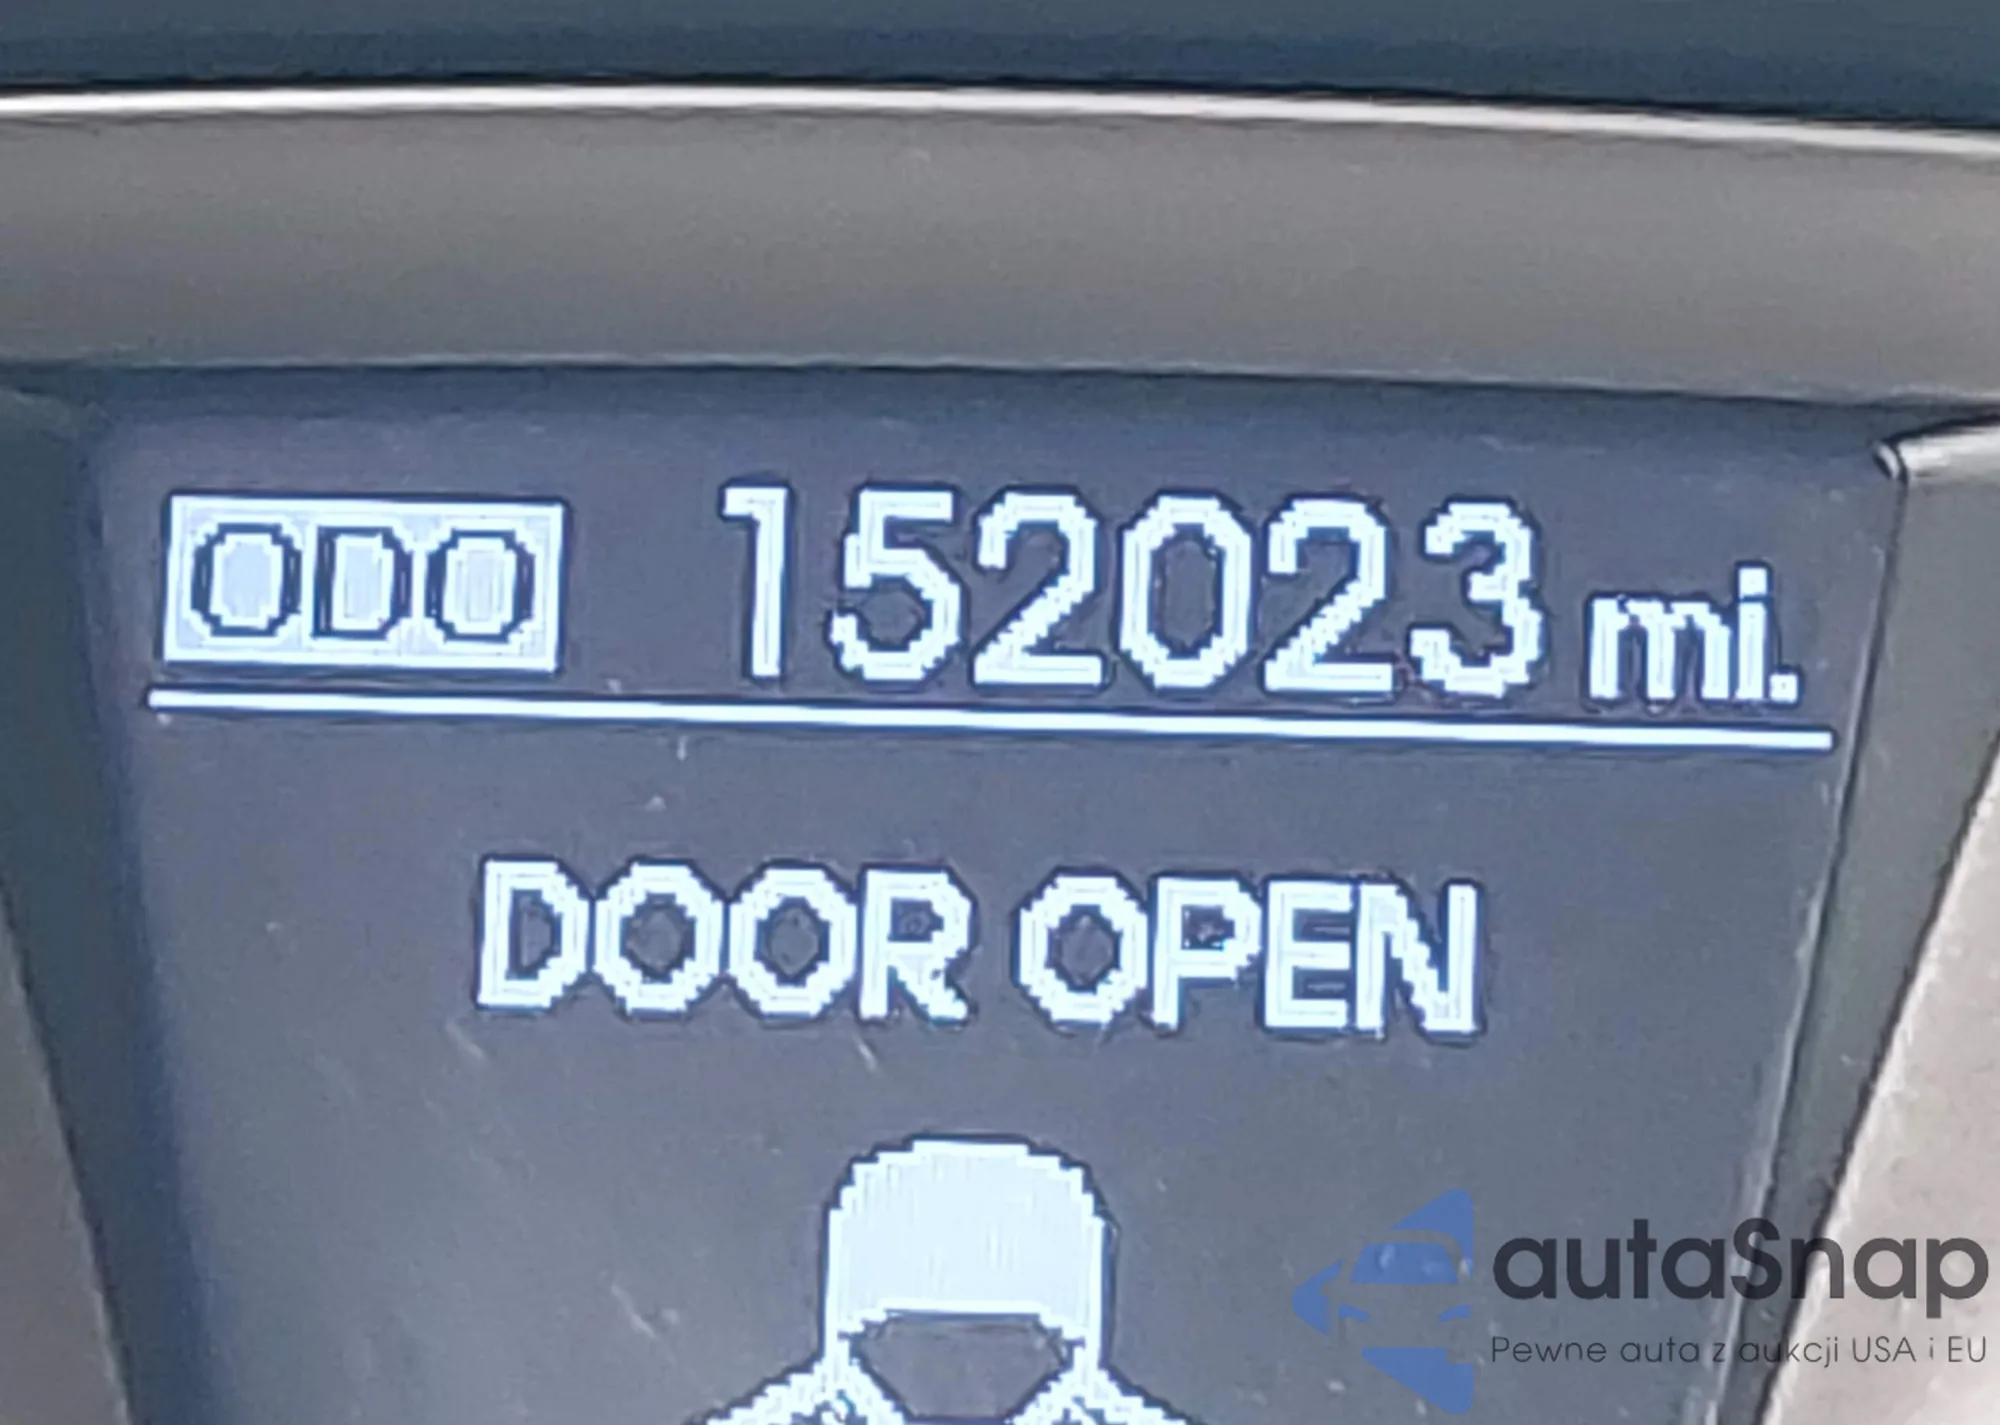 ODO 152023 mi.
DOOR OPEN
autaSnap
Pewne auta z aukcji USA i EU